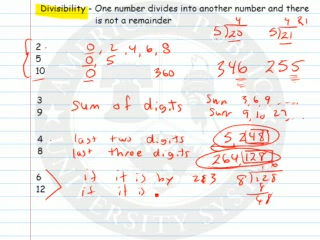 Divisibility - One number divides into another number and there
is not a remainder
4
5)20
4 R1
5)21
2. 0, 2, 4, 6, 8
5 0, 5
10 0 360 346 255
3 Sum of digits Sum 3, 6, 9 ....
9 Sum 9, 18, 27 ....
4. last two digits 5,2(48)
8 last three digits 264,(128)
6 if it is by 2&3 8)128
12 if it is 8
48